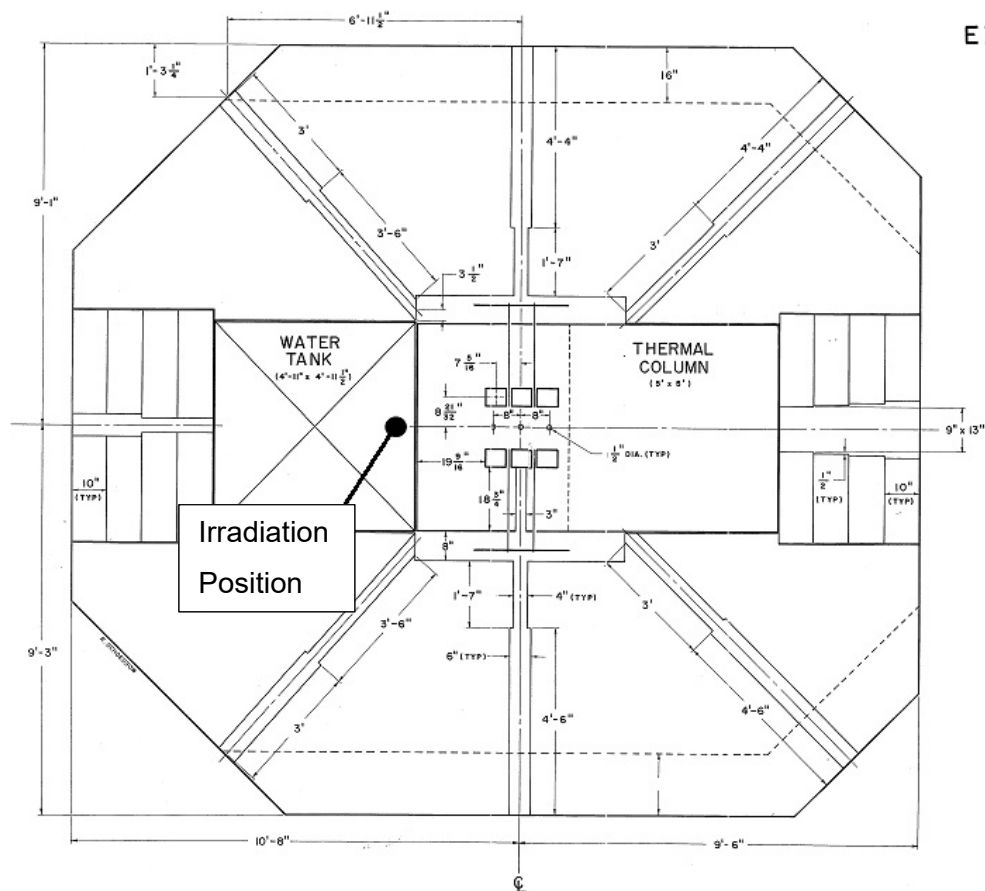 6'-11 1/2"
E
1'-3 1/4"
16"
3'
4'-4"
4'-4"
9'-1"
3'-6"
3'
3 1/2"
1'-7"
WATER
TANK
(4'-11" x 4'-11 1/2")
THERMAL
COLUMN
(5' x 5')
7 5/16"
8 21/32"
8"
8"
9" x 13"
1/2" DIA. (TYP)
19 9/16"
10"
(TYP)
1/2"
(TYP)
10"
(TYP)
18 3/4"
3"
Irradiation
Position
8"
1'-7"
4" (TYP)
3'-6"
3'
9'-3"
6" (TYP)
4'-6"
4'-6"
3'
10'-8"
9'-6"
℄